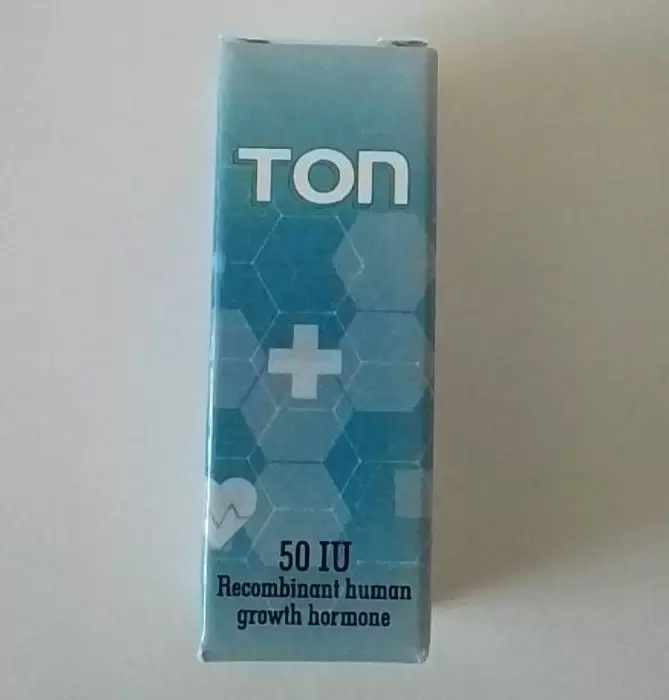 TON
50 IU
Recombinant human
growth hormone